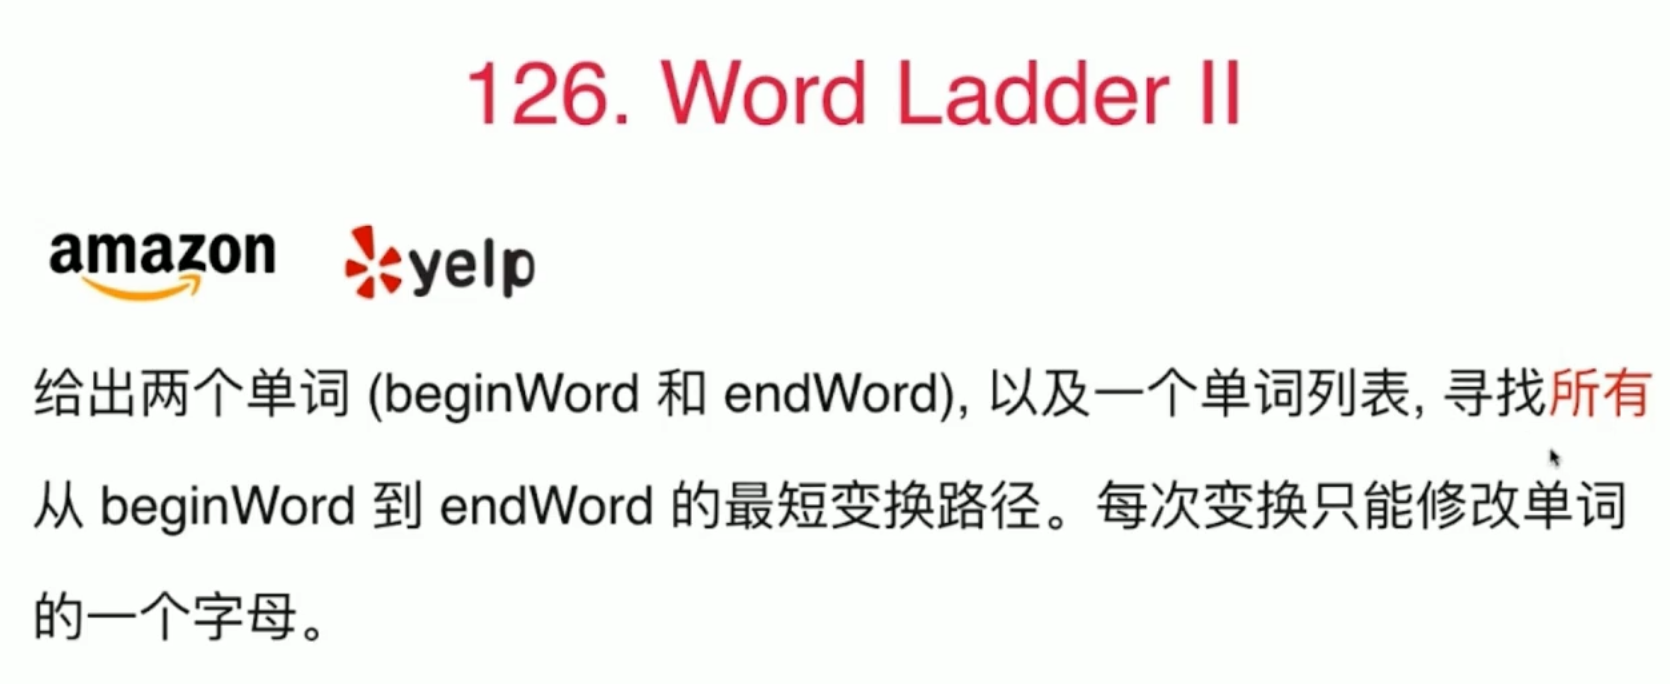 126. Word Ladder II
amazon yelp
给出两个单词 (beginWord 和 endWord), 以及一个单词列表, 寻找所有
从 beginWord 到 endWord 的最短变换路径。每次变换只能修改单词
的一个字母。